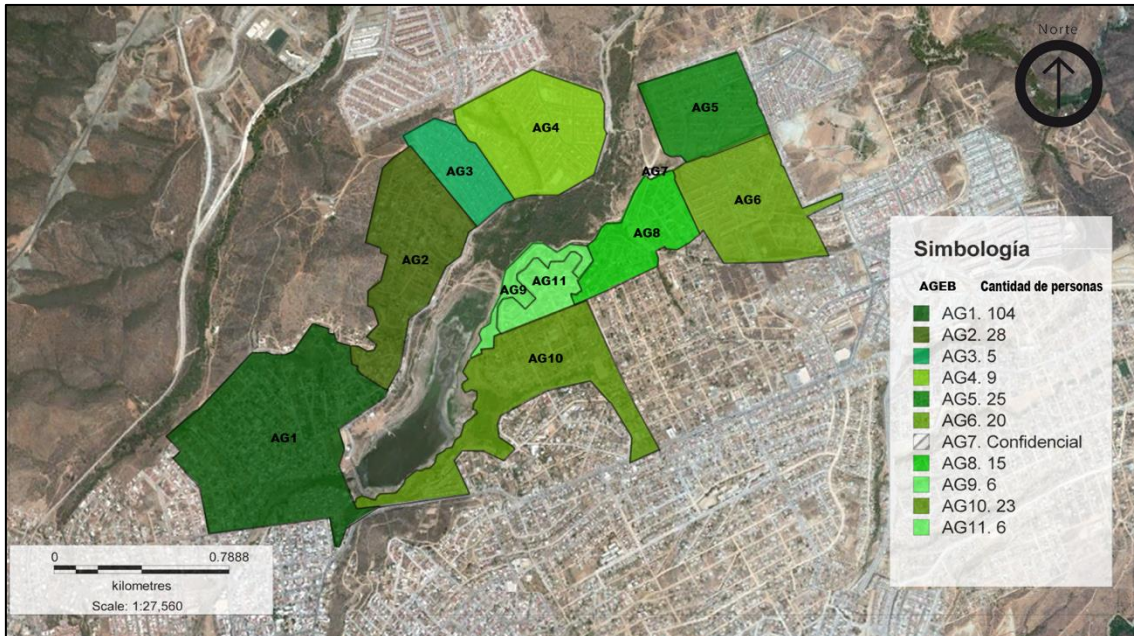 Norte
AG5
AG4
AG3
AG7
AG6
AG8
AG2
AG9
AG11
AG10
AG1
Simbología
AGEB Cantidad de personas
AG1. 104
AG2. 28
AG3. 5
AG4. 9
AG5. 25
AG6. 20
AG7. Confidencial
AG8. 15
AG9. 6
AG10. 23
AG11. 6
0 0.7888
kilometres
Scale: 1:27,560